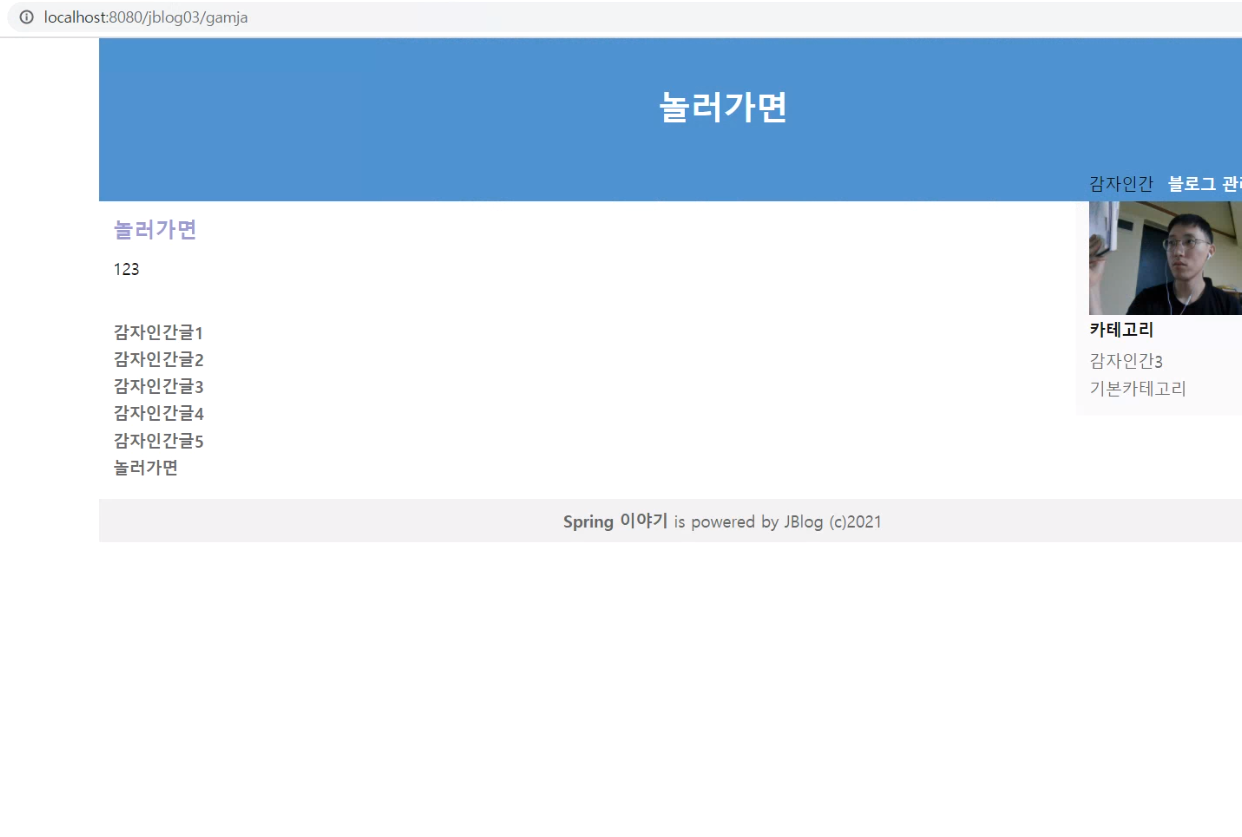 localhost:8080/jblog03/gamja
놀러가면
감자인간 블로그
놀러가면
123
감자인간글1
감자인간글2
감자인간글3
감자인간글4
감자인간글5
놀러가면
카테고리
감자인간3
기본카테고리
Spring 이야기 is powered by JBlog (c)2021